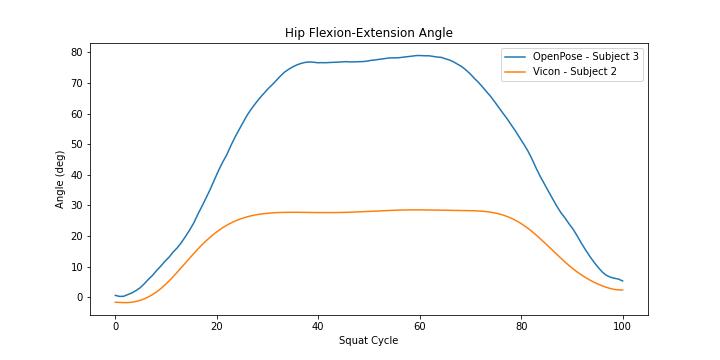 Hip Flexion-Extension Angle
OpenPose - Subject 3
Vicon - Subject 2
Angle (deg)
80
70
60
50
40
30
20
10
0
0 20 40 60 80 100
Squat Cycle